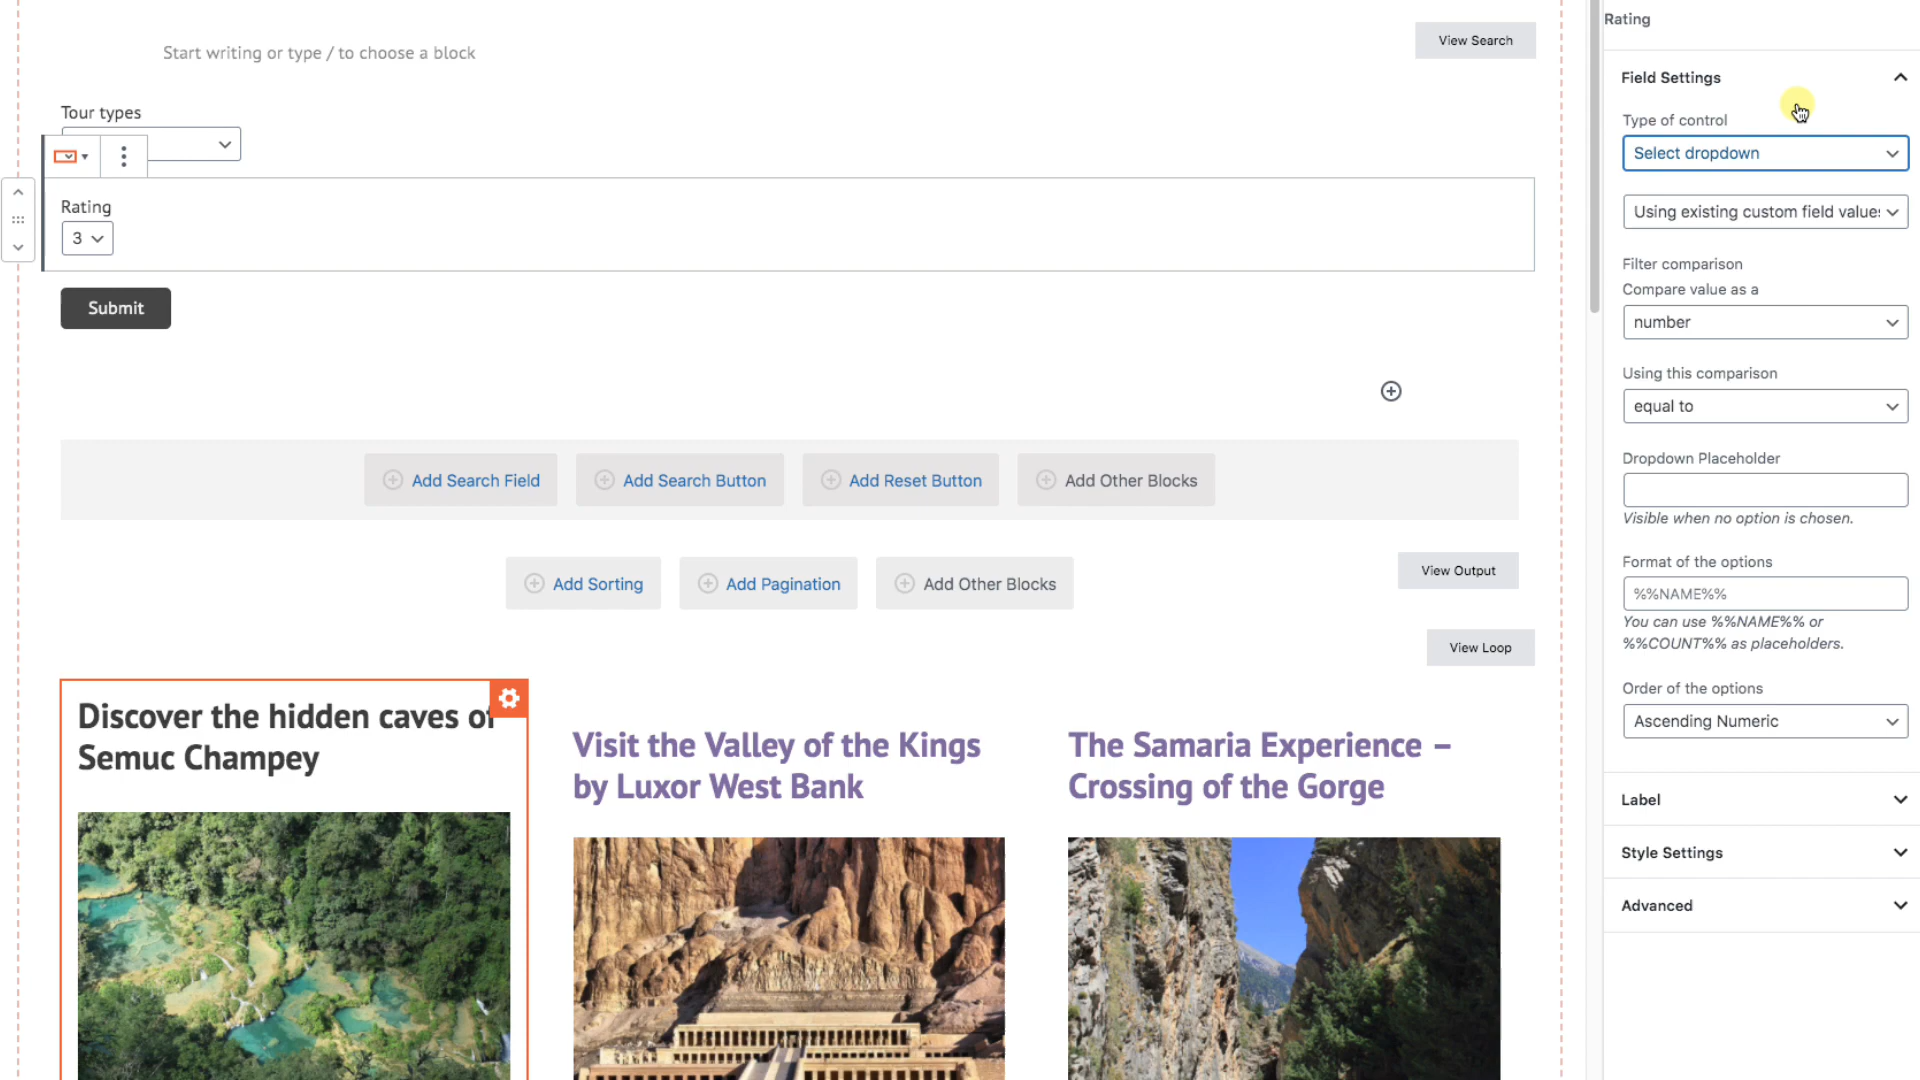 Start writing or type / to choose a block
View Search
Tour types
Rating
3
Submit
Add Search Field
Add Search Button
Add Reset Button
Add Other Blocks
Add Sorting
Add Pagination
Add Other Blocks
View Output
View Loop
Discover the hidden caves of
Semuc Champey
Visit the Valley of the Kings
by Luxor West Bank
The Samaria Experience –
Crossing of the Gorge
Rating
Field Settings
Type of control
Select dropdown
Using existing custom field values
Filter comparison
Compare value as a
number
Using this comparison
equal to
Dropdown Placeholder
Visible when no option is chosen.
Format of the options
%%NAME%%
You can use %%NAME%% or
%%COUNT%% as placeholders.
Order of the options
Ascending Numeric
Label
Style Settings
Advanced